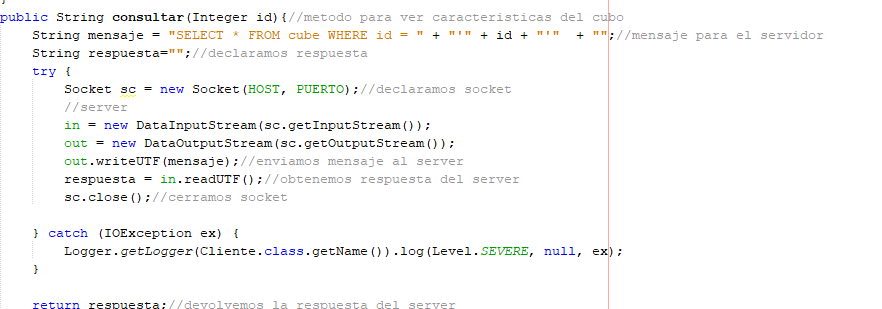 }
public String consultar(Integer id){//metodo para ver caracteristicas del cubo
String mensaje = "SELECT * FROM cube WHERE id = " + "'" + id + "'"  + "";//mensaje para el servidor
String respuesta="";//declaramos respuesta
try {
Socket sc = new Socket(HOST, PUERTO);//declaramos socket
//server
in = new DataInputStream(sc.getInputStream());
out = new DataOutputStream(sc.getOutputStream());
out.writeUTF(mensaje);//enviamos mensaje al server
respuesta = in.readUTF();//obtenemos respuesta del server
sc.close();//cerramos socket
} catch (IOException ex) {
Logger.getLogger(Cliente.class.getName()).log(Level.SEVERE, null, ex);
}
return respuesta;//devolvemos la respuesta del server